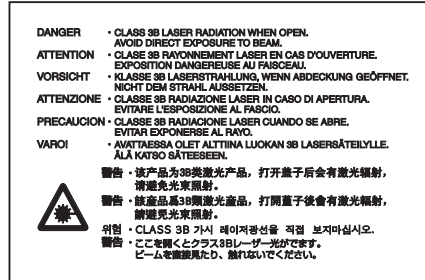 DANGER · CLASS 3B LASER RADIATION WHEN OPEN.
AVOID DIRECT EXPOSURE TO BEAM.
ATTENTION · CLASE 3B RAYONNEMENT LASER EN CAS D'OUVERTURE.
EXPOSITION DANGEREUSE AU FAISCEAU.
VORSICHT · KLASSE 3B LASERSTRAHLUNG, WENN ABDECKUNG GEÖFFNET.
NICHT DEM STRAHL AUSSETZEN.
ATTENZIONE · CLASSE 3B RADIAZIONE LASER IN CASO DI APERTURA.
EVITARE L'ESPOSIZIONE AL FASCIO.
PRECAUCION · CLASSE 3B RADIACION LASER CUANDO SE ABRE.
EVITAR EXPONERSE AL RAYO.
VARO! · AVATTAESSA OLET ALTTIINA LUOKAN 3B LASERSÄTEILYLLE.
ÄLÄ KATSO SÄTEESEEN.
警告 · 该产品为3B类激光产品，打开盖子后会有激光辐射，
请避免光束照射。
警告 · 該産品爲3B類激光產品，打開蓋子後會有激光輻射，
請避免光束照射。
위험 · CLASS 3B 가시 레이저광선을 직접 보지마십시오.
警告 · ここを開くとクラス3Bレーザー光がでます。
ビームを直接見たり、触れないでください。